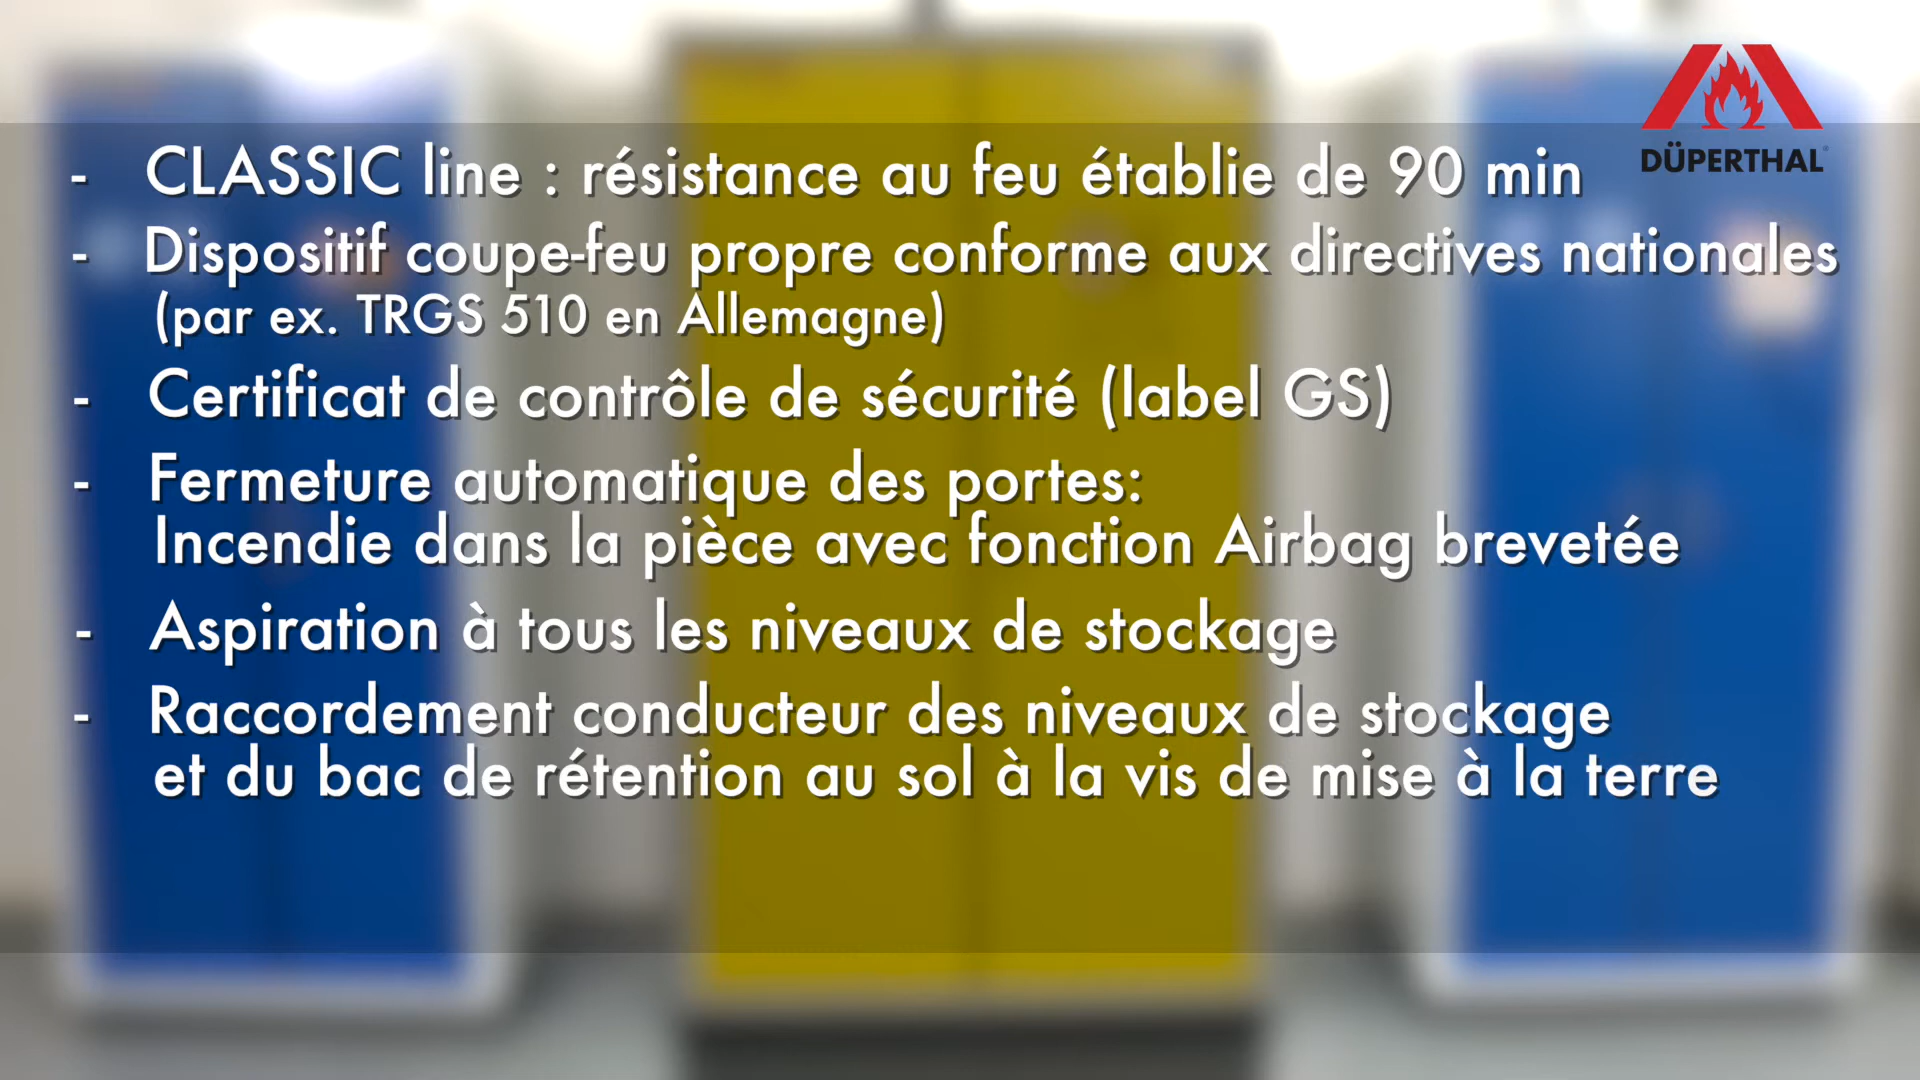 - CLASSIC line : résistance au feu établie de 90 min
DÜPERTHAL
- Dispositif coupe-feu propre conforme aux directives nationales
(par ex. TRGS 510 en Allemagne)
- Certificat de contrôle de sécurité (label GS)
- Fermeture automatique des portes:
Incendie dans la pièce avec fonction Airbag brevetée
- Aspiration à tous les niveaux de stockage
- Raccordement conducteur des niveaux de stockage
et du bac de rétention au sol à la vis de mise à la terre